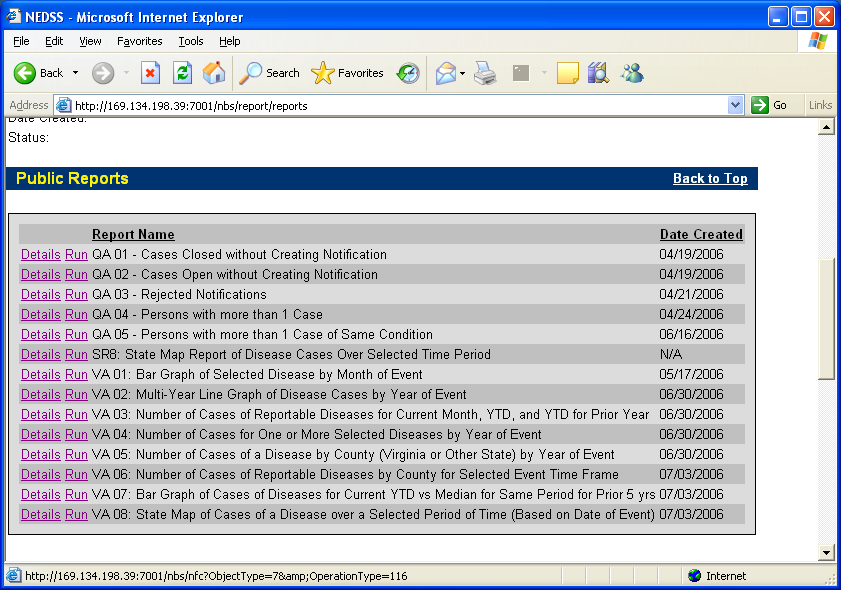 NEDSS - Microsoft Internet Explorer
File Edit View Favorites Tools Help
Back Search Favorites
Address http://169.134.198.39:7001/nbs/report/reports Go Links
Date Created:
Status:
Public Reports Back to Top
Report Name Date Created
Details Run QA 01 - Cases Closed without Creating Notification 04/19/2006
Details Run QA 02 - Cases Open without Creating Notification 04/19/2006
Details Run QA 03 - Rejected Notifications 04/21/2006
Details Run QA 04 - Persons with more than 1 Case 04/24/2006
Details Run QA 05 - Persons with more than 1 Case of Same Condition 06/16/2006
Details Run SR8: State Map Report of Disease Cases Over Selected Time Period N/A
Details Run VA 01: Bar Graph of Selected Disease by Month of Event 05/17/2006
Details Run VA 02: Multi-Year Line Graph of Disease Cases by Year of Event 06/30/2006
Details Run VA 03: Number of Cases of Reportable Diseases for Current Month, YTD, and YTD for Prior Year 06/30/2006
Details Run VA 04: Number of Cases for One or More Selected Diseases by Year of Event 06/30/2006
Details Run VA 05: Number of Cases of a Disease by County (Virginia or Other State) by Year of Event 06/30/2006
Details Run VA 06: Number of Cases of Reportable Diseases by County for Selected Event Time Frame 07/03/2006
Details Run VA 07: Bar Graph of Cases of Diseases for Current YTD vs Median for Same Period for Prior 5 yrs 07/03/2006
Details Run VA 08: State Map of Cases of a Disease over a Selected Period of Time (Based on Date of Event) 07/03/2006
http://169.134.198.39:7001/nbs/nfc?ObjectType=7&amp;OperationType=116 Internet